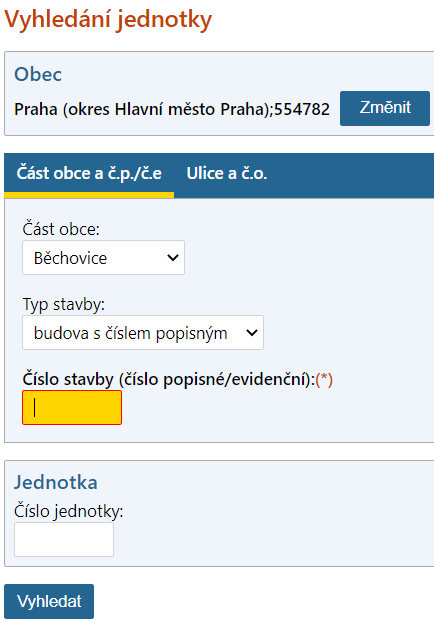 Vyhledání jednotky
Obec
Praha (okres Hlavní město Praha);554782 Změnit
Část obce a č.p./č.e Ulice a č.o.
Část obce:
Běchovice
Typ stavby:
budova s číslem popisným
Číslo stavby (číslo popisné/evidenční):(*)
Jednotka
Číslo jednotky:
Vyhledat